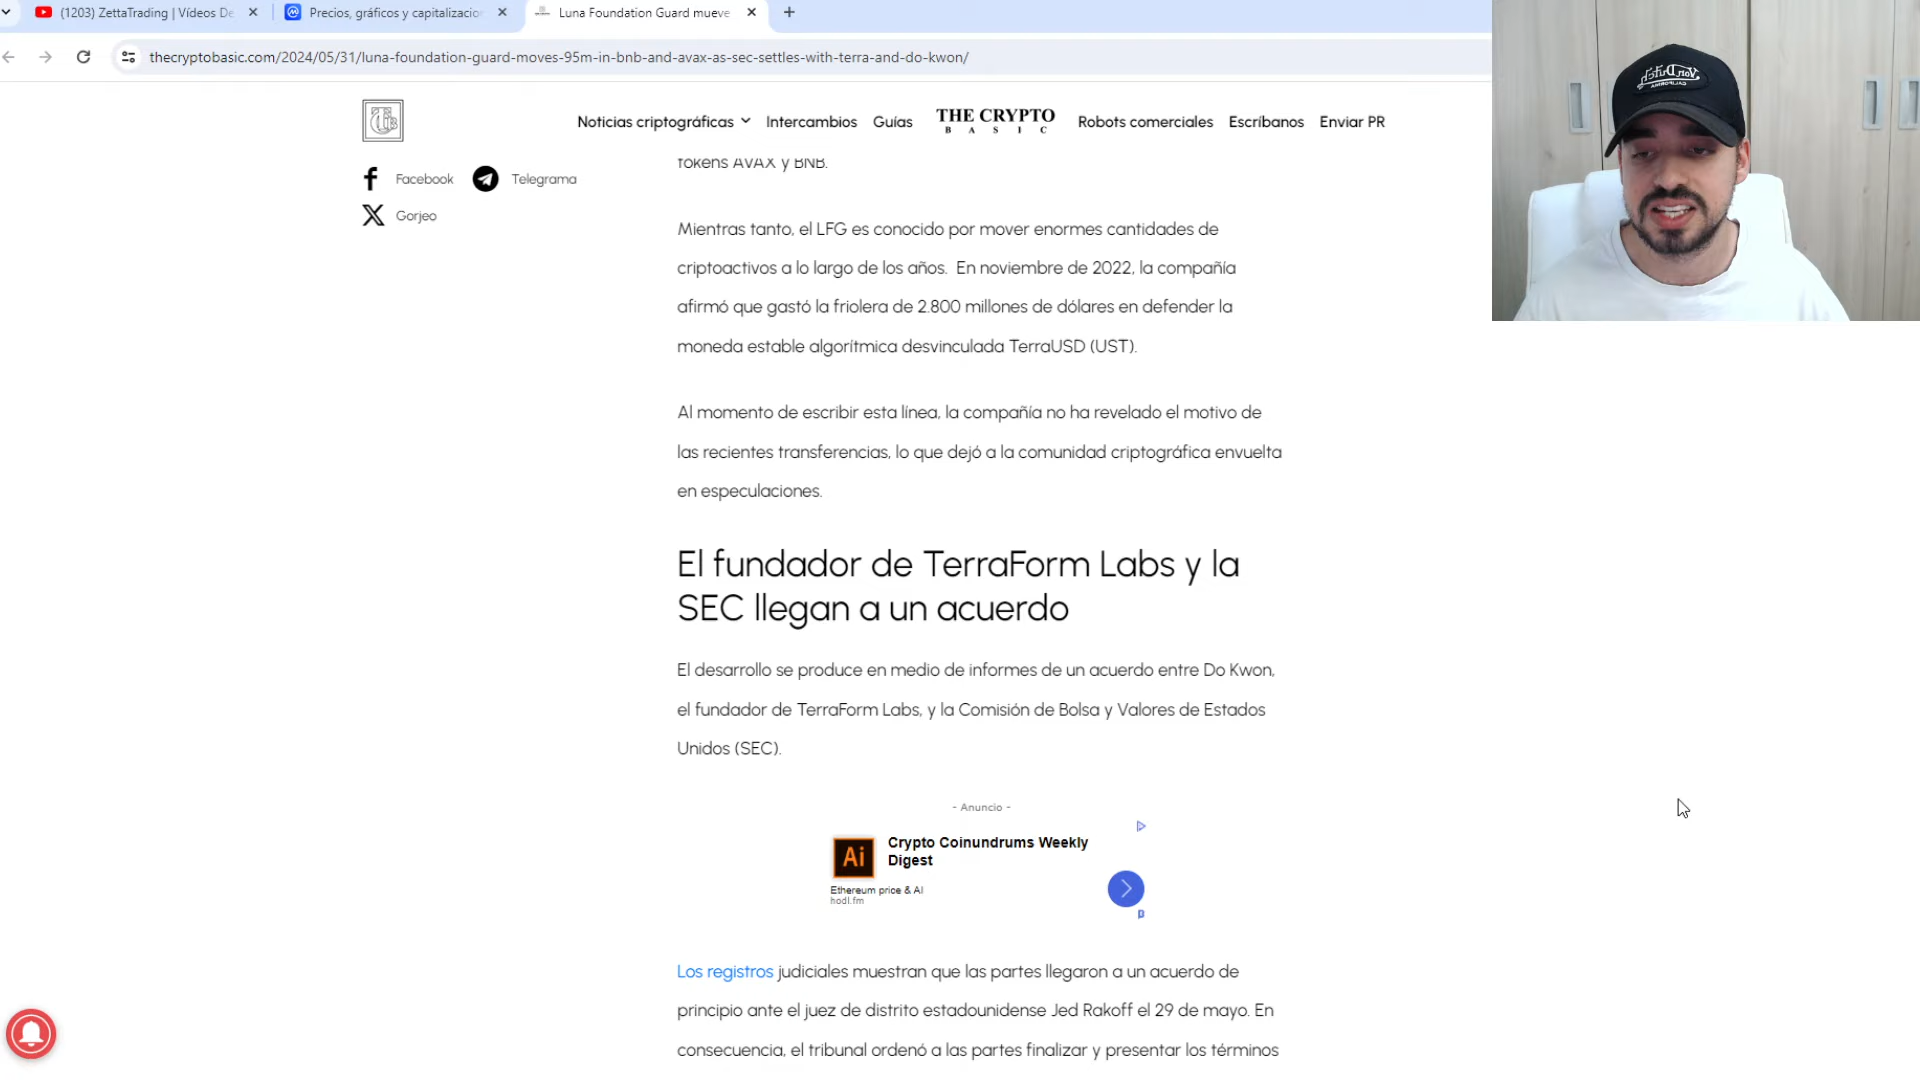 (1203) ZettaTrading | Vídeos De
Precios, gráficos y capitalizacion
Luna Foundation Guard mueve
thecryptobasic.com/2024/05/31/luna-foundation-guard-moves-95m-in-bnb-and-avax-as-sec-settles-with-terra-and-do-kwon/
Noticias criptográficas
Intercambios
Guías
THE CRYPTO
BASIC
Robots comerciales
Escríbanos
Enviar PR
Facebook
Telegrama
Gorjeo
tokens AVAX y BNB.
Mientras tanto, el LFG es conocido por mover enormes cantidades de
criptoactivos a lo largo de los años. En noviembre de 2022, la compañía
afirmó que gastó la friolera de 2.800 millones de dólares en defender la
moneda estable algorítmica desvinculada TerraUSD (UST).
Al momento de escribir esta línea, la compañía no ha revelado el motivo de
las recientes transferencias, lo que dejó a la comunidad criptográfica envuelta
en especulaciones.
El fundador de TerraForm Labs y la
SEC llegan a un acuerdo
El desarrollo se produce en medio de informes de un acuerdo entre Do Kwon,
el fundador de TerraForm Labs, y la Comisión de Bolsa y Valores de Estados
Unidos (SEC).
- Anuncio -
Ai
Crypto Coinundrums Weekly
Digest
Ethereum price & AI
hodl.fm
Los registros judiciales muestran que las partes llegaron a un acuerdo de
principio ante el juez de distrito estadounidense Jed Rakoff el 29 de mayo. En
consecuencia, el tribunal ordenó a las partes finalizar y presentar los términos
Von Dutch